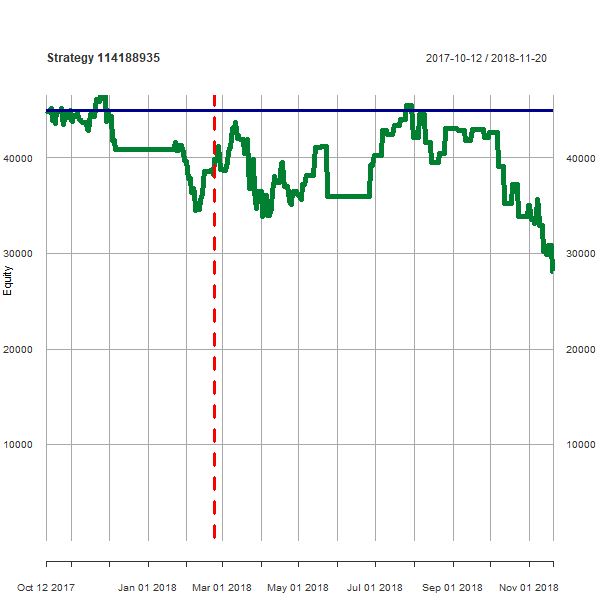 Strategy 114188935
2017-10-12 / 2018-11-20
40000
40000
30000
30000
Equity
20000
20000
10000
10000
Oct 12 2017
Jan 01 2018
Mar 01 2018
May 01 2018
Jul 01 2018
Sep 01 2018
Nov 01 2018